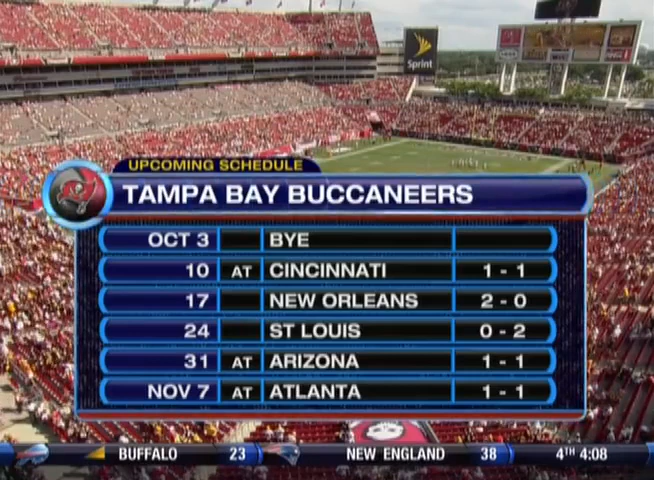 Sprint
UPCOMING SCHEDULE
TAMPA BAY BUCCANEERS
OCT 3 BYE
10 AT CINCINNATI 1 - 1
17 NEW ORLEANS 2 - 0
24 ST LOUIS 0 - 2
31 AT ARIZONA 1 - 1
NOV 7 AT ATLANTA 1 - 1
BUFFALO 23 NEW ENGLAND 38 4TH 4:08